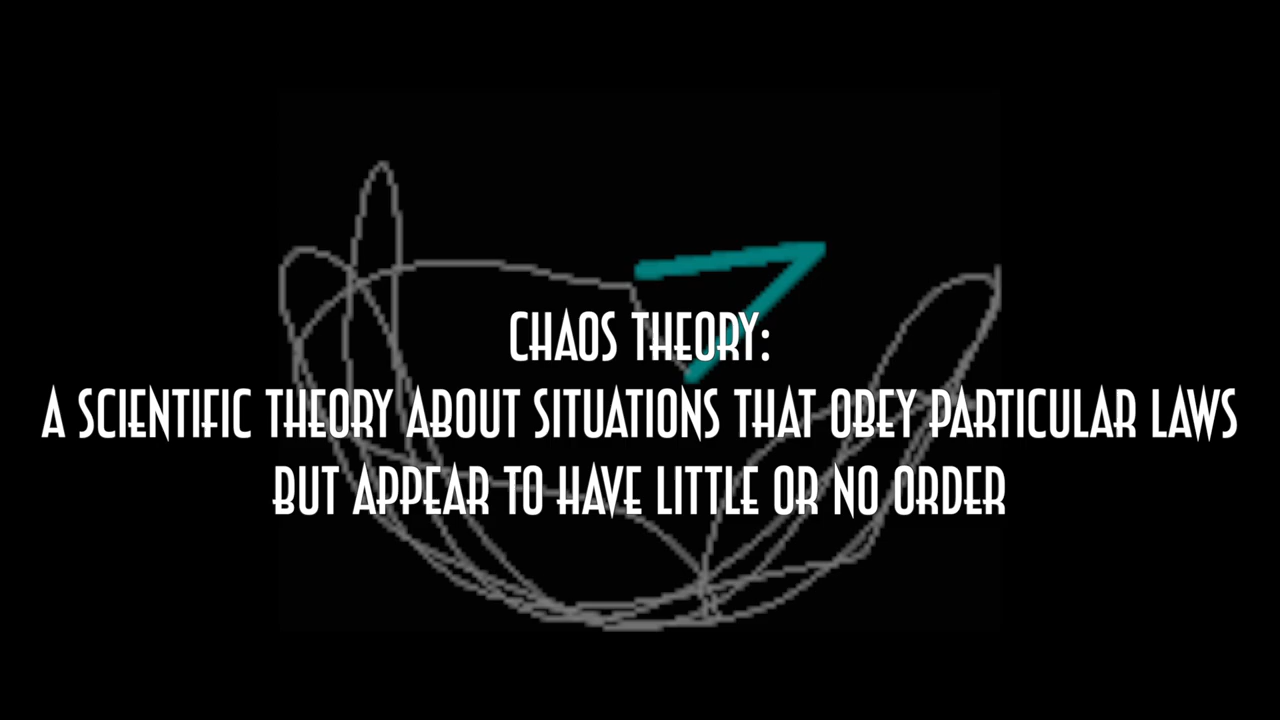 CHAOS THEORY:
A SCIENTIFIC THEORY ABOUT SITUATIONS THAT OBEY PARTICULAR LAWS
BUT APPEAR TO HAVE LITTLE OR NO ORDER